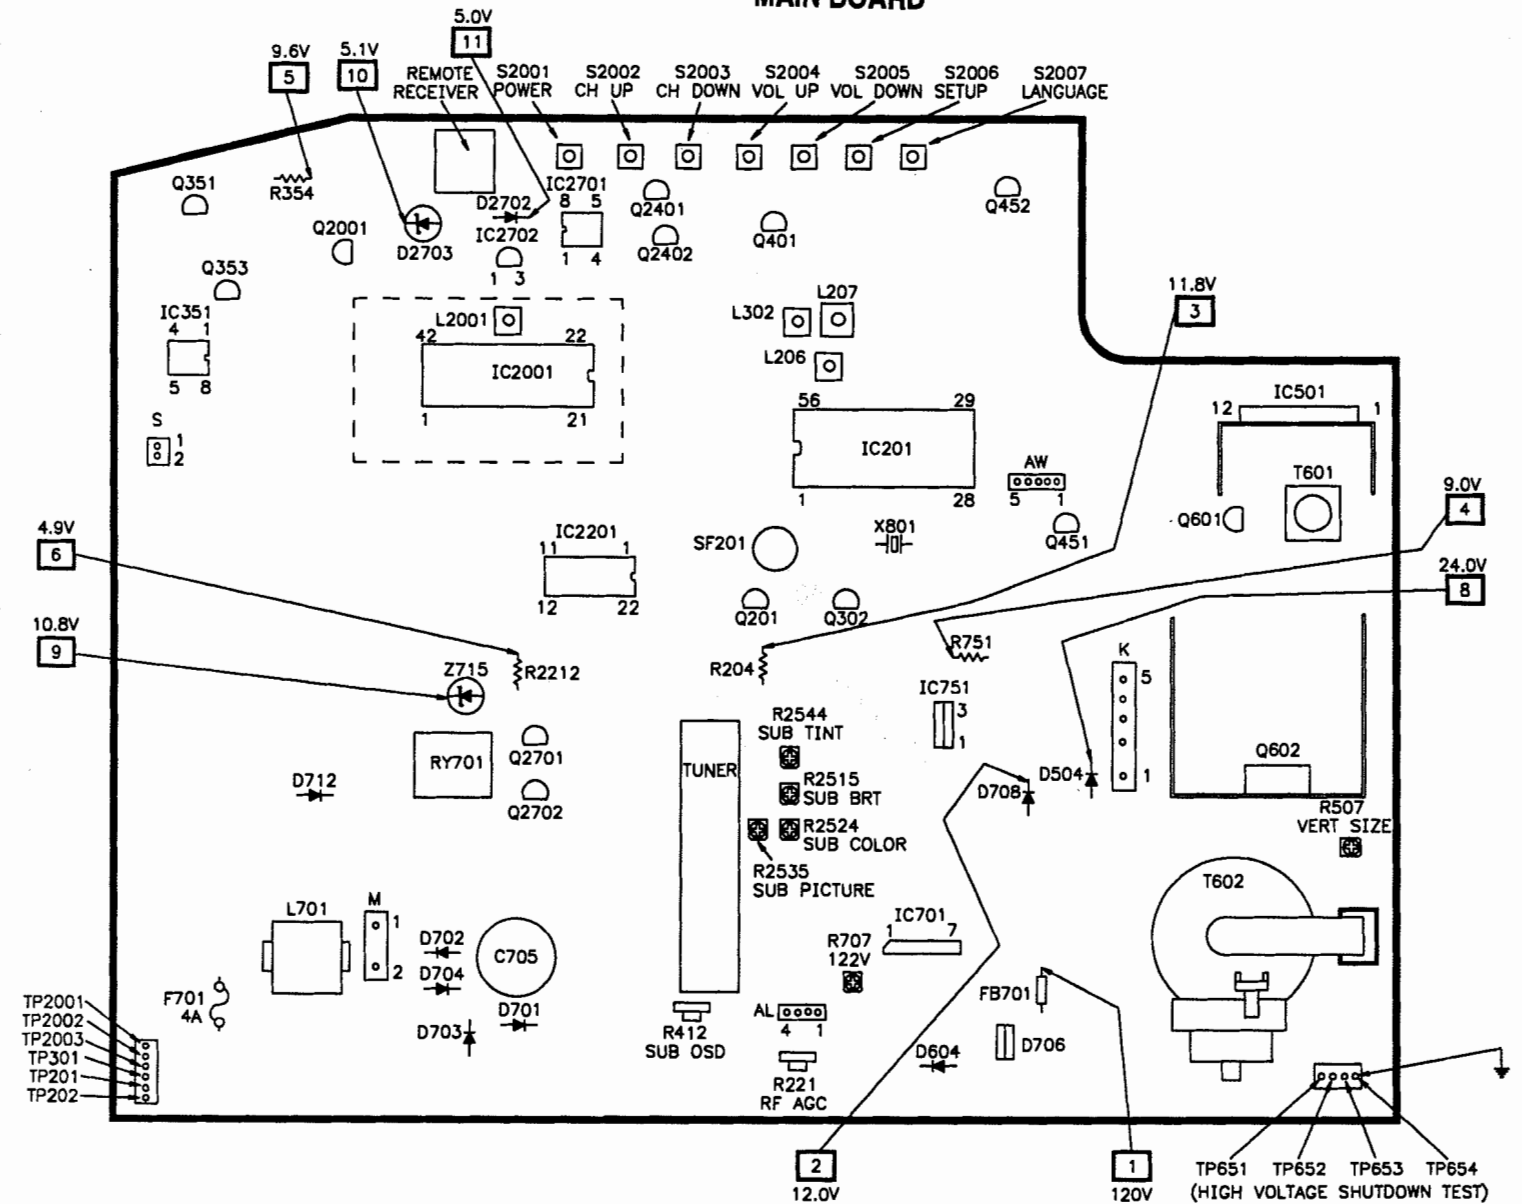 MAIN BOARD
5.0V
11
9.6V
5
5.1V
10
REMOTE
RECEIVER
S2001
POWER
S2002
CH UP
S2003
CH DOWN
S2004
VOL UP
S2005
VOL DOWN
S2006
SETUP
S2007
LANGUAGE
Q351
R354
Q2001
D2703
D2702
IC2702
1 3
IC2701
8 5
1 4
Q2401
Q2402
Q401
Q452
Q353
IC351
4 1
5 8
L2001
42 22
IC2001
1 21
L302
L207
L206
11.8V
3
S
1
2
56 29
IC201
1 28
IC501
12 1
T601
AW
5 1
Q601
Q451
9.0V
4
4.9V
6
IC2201
11 1
12 22
SF201
X801
24.0V
8
Q201
Q302
10.8V
9
Z715
R2212
R204
R751
K
5
1
IC751
3
1
R2544
SUB TINT
RY701
Q2701
Q2702
TUNER
D712
R2515
SUB BRT
D708
D504
Q602
R507
VERT SIZE
R2524
SUB COLOR
R2535
SUB PICTURE
T602
L701
M
1
2
D702
D704
C705
D701
D703
IC701
1 7
R707
122V
F701
4A
FB701
AL
4 1
R412
SUB OSD
D706
D604
R221
RF AGC
TP2001
TP2002
TP2003
TP301
TP201
TP202
2
12.0V
1
120V
TP651 TP652 TP653 TP654
(HIGH VOLTAGE SHUTDOWN TEST)